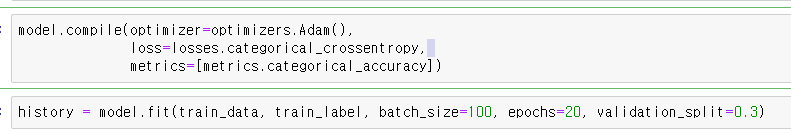 model.compile(optimizer=optimizers.Adam(),
loss=losses.categorical_crossentropy,
metrics=[metrics.categorical_accuracy])
history = model.fit(train_data, train_label, batch_size=100, epochs=20, validation_split=0.3)